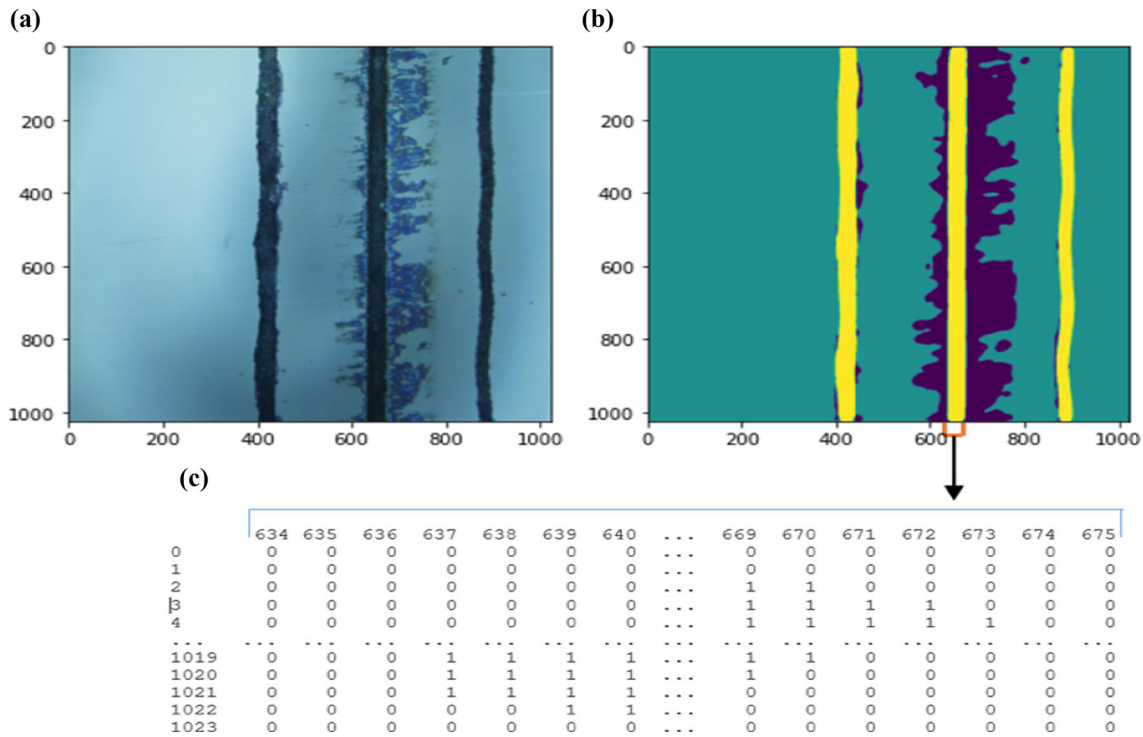 (a)
(b)
0
200
400
600
800
1000
0 200 400 600 800 1000
0
200
400
600
800
1000
0 200 400 600 800 1000
(c)
634 635 636 637 638 639 640 ... 669 670 671 672 673 674 675
0 0 0 0 0 0 0 0 ... 0 0 0 0 0 0 0
1 0 0 0 0 0 0 0 ... 0 0 0 0 0 0 0
2 0 0 0 0 0 0 0 ... 1 1 0 0 0 0 0
3 0 0 0 0 0 0 0 ... 1 1 1 1 0 0 0
4 0 0 0 0 0 0 0 ... 1 1 1 1 1 0 0
... ... ... ... ... ... ... ... ... ... ... ... ... ... ... ...
1019 0 0 0 1 1 1 1 ... 1 1 0 0 0 0 0
1020 0 0 0 1 1 1 1 ... 1 0 0 0 0 0 0
1021 0 0 0 1 1 1 1 ... 0 0 0 0 0 0 0
1022 0 0 0 0 0 1 1 ... 0 0 0 0 0 0 0
1023 0 0 0 0 0 0 0 ... 0 0 0 0 0 0 0